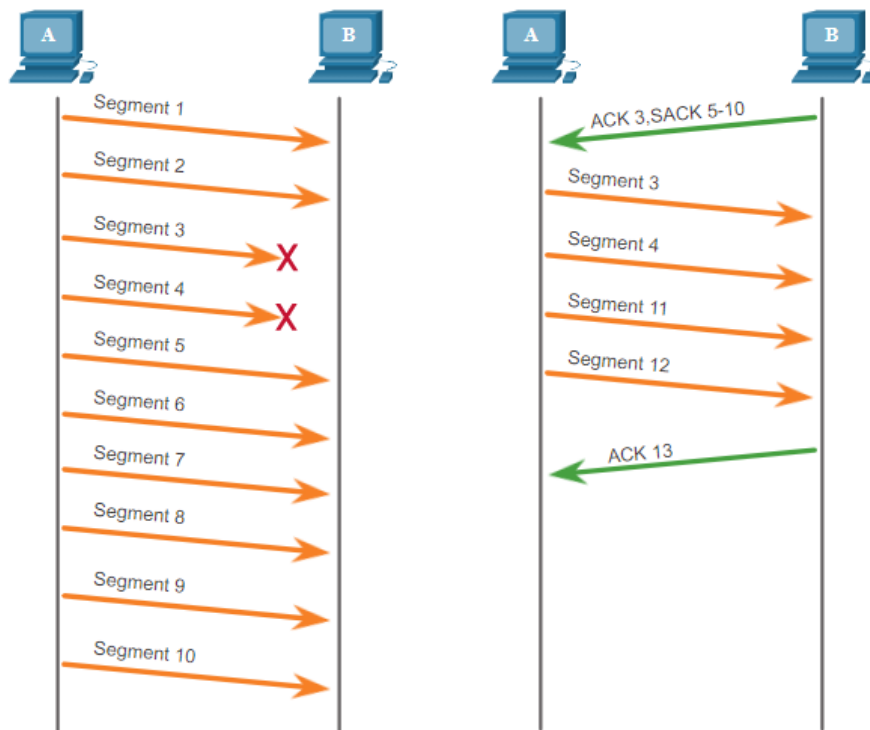 A
B
Segment 1
Segment 2
Segment 3
X
Segment 4
X
Segment 5
Segment 6
Segment 7
Segment 8
Segment 9
Segment 10
A
B
ACK 3,SACK 5-10
Segment 3
Segment 4
Segment 11
Segment 12
ACK 13